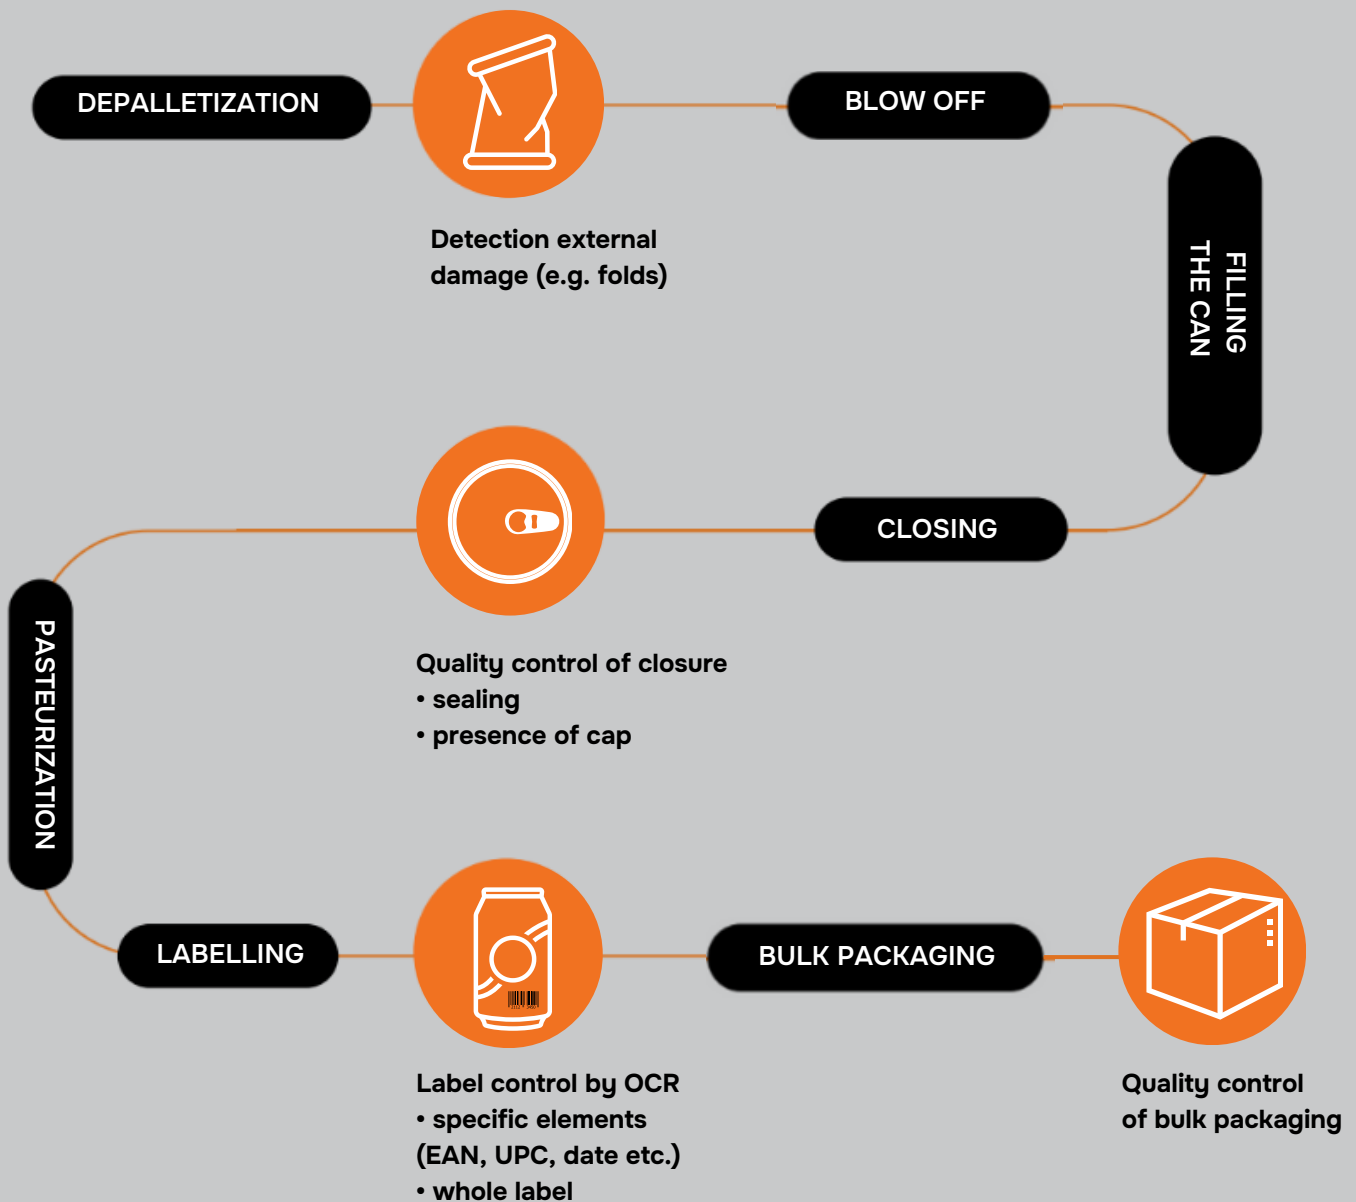 DEPALLETIZATION
BLOW OFF
Detection external
damage (e.g. folds)
FILLING
THE CAN
CLOSING
Quality control of closure
• sealing
• presence of cap
PASTEURIZATION
LABELLING
BULK PACKAGING
Label control by OCR
• specific elements
(EAN, UPC, date etc.)
• whole label
Quality control
of bulk packaging